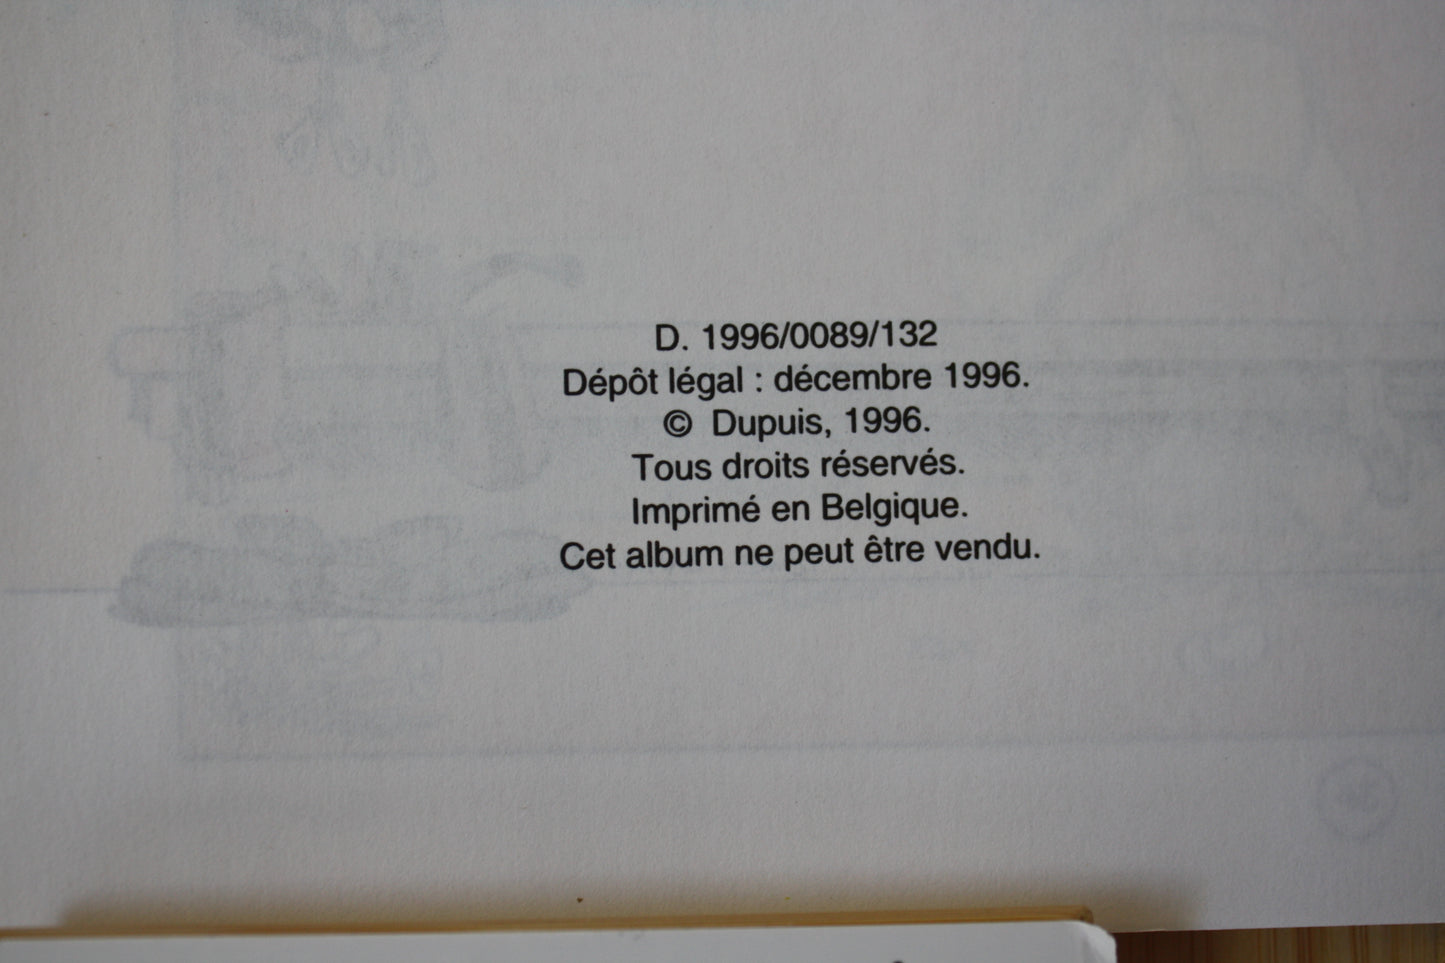 D. 1996/0089/132
Dépôt légal : décembre 1996.
© Dupuis, 1996.
Tous droits réservés.
Imprimé en Belgique.
Cet album ne peut être vendu.